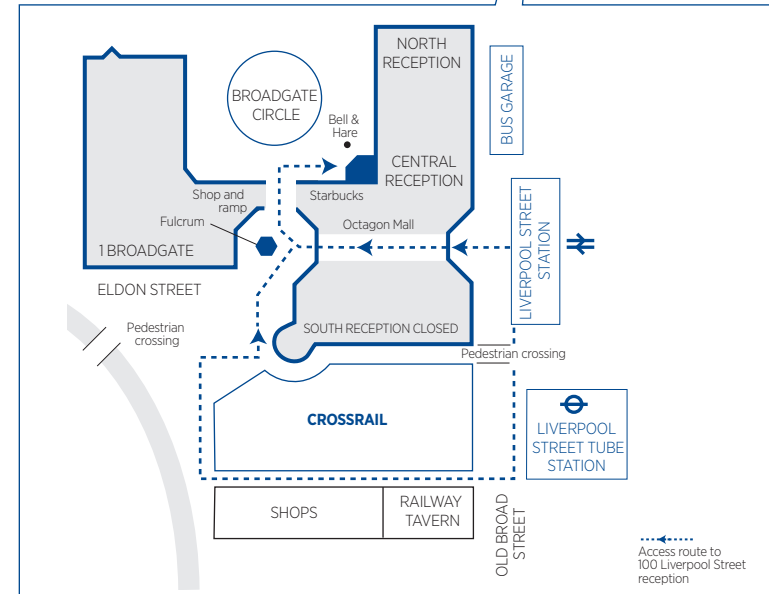 NORTH
RECEPTION
BROADGATE
CIRCLE
BUS GARAGE
Bell &
Hare
CENTRAL
RECEPTION
Shop and
ramp
Starbucks
Fulcrum
Octagon Mall
LIVERPOOL STREET
STATION
1 BROADGATE
ELDON STREET
Pedestrian
crossing
SOUTH RECEPTION CLOSED
Pedestrian crossing
CROSSRAIL
LIVERPOOL
STREET TUBE
STATION
SHOPS
RAILWAY
TAVERN
OLD BROAD
STREET
Access route to
100 Liverpool Street
reception